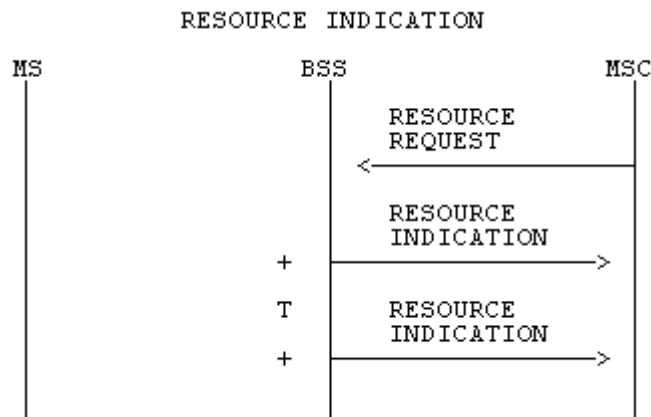 RESOURCE INDICATION
MS BSS MSC
RESOURCE
REQUEST
RESOURCE
INDICATION
+
T RESOURCE
INDICATION
+